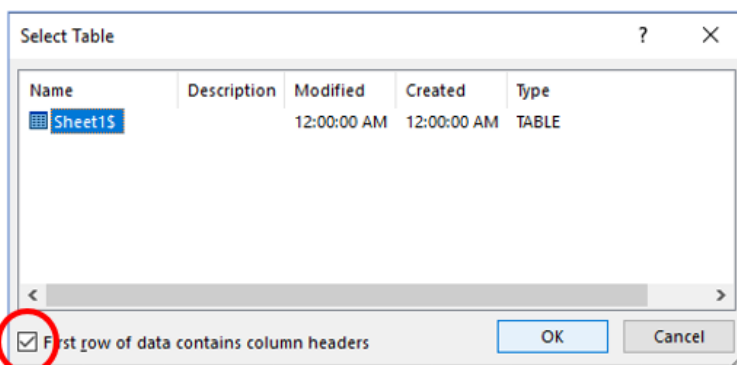 Select Table ? ×
Name Description Modified Created Type
Sheet1$ 12:00:00 AM 12:00:00 AM TABLE
First row of data contains column headers OK Cancel